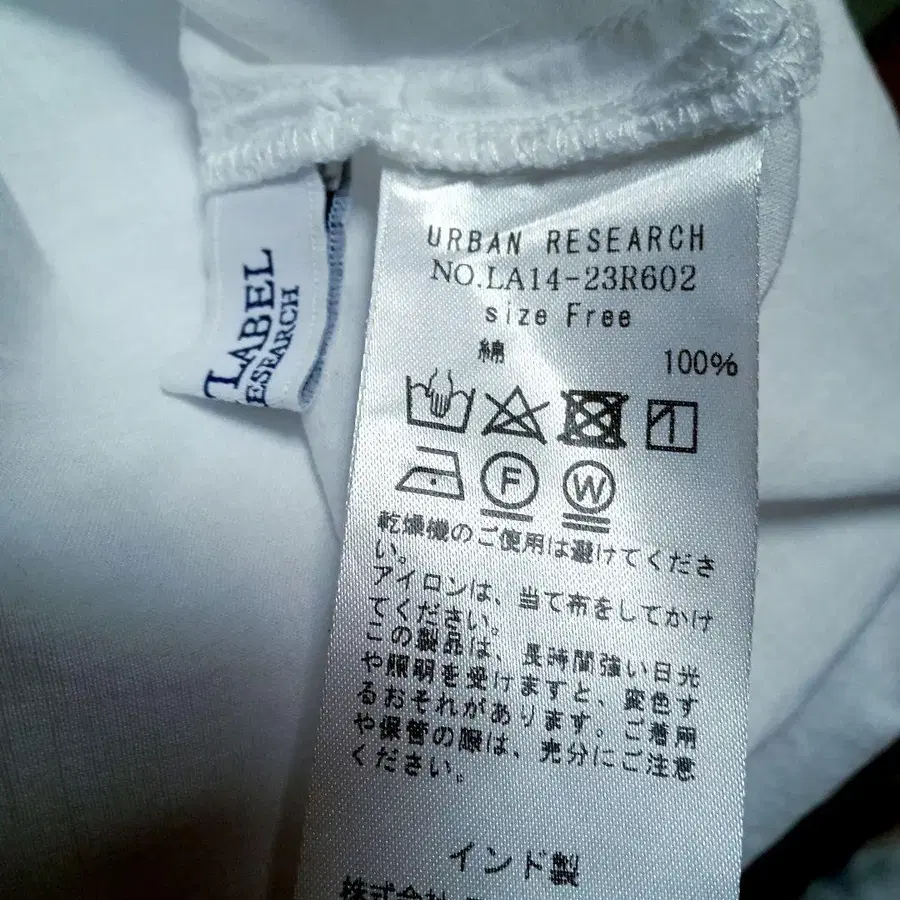 LABEL
ESEARCH
URBAN RESEARCH
NO.LA14-23R602
size Free
綿 100%
F
W
乾燥機のご使用は避けてくださ
い。
アイロンは、当て布をしてかけ
てください。
この製品は、長時間強い日光
や照明を受けますと、変色す
るおそれがあります。ご着用
や保管の際は、充分にご注意
ください。
インド製
株式会社